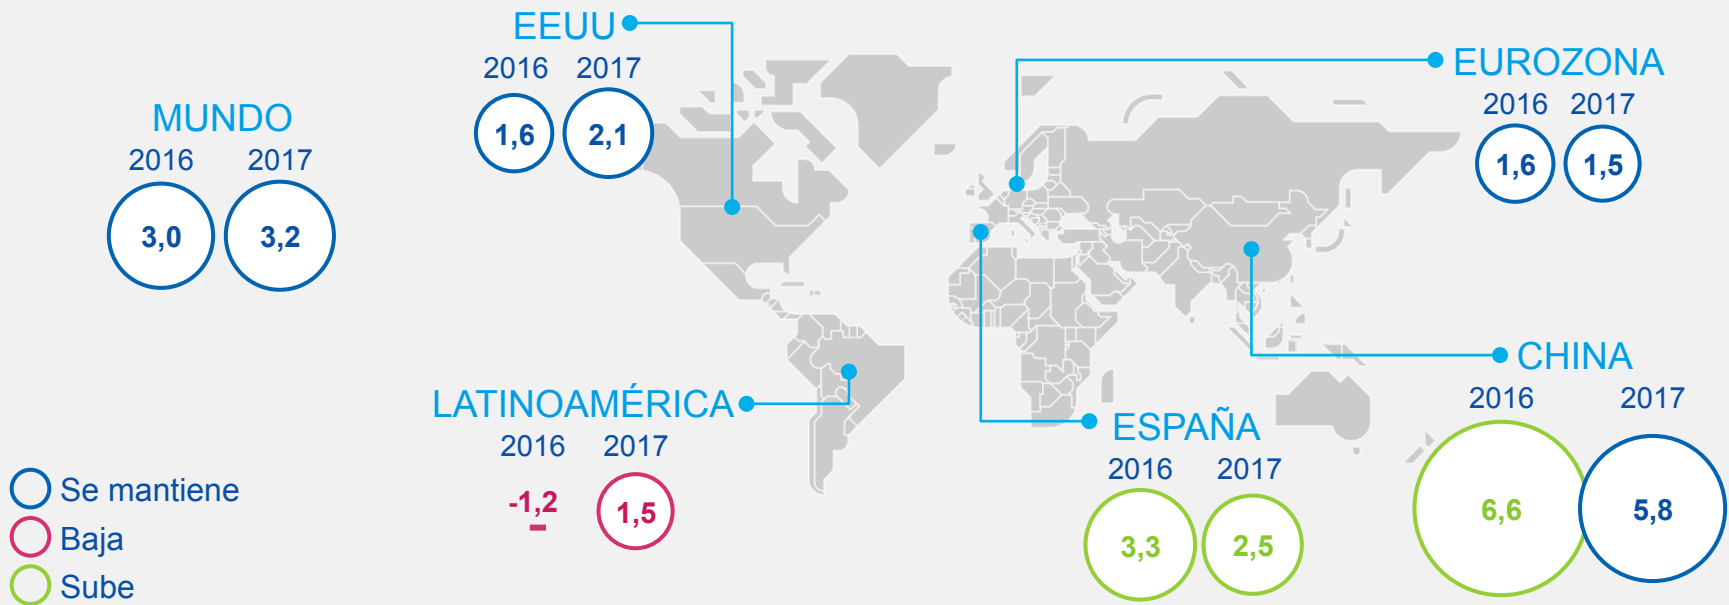 MUNDO
2016 2017
3,0 3,2
EEUU
2016 2017
1,6 2,1
EUROZONA
2016 2017
1,6 1,5
LATINOAMÉRICA
2016 2017
-1,2 1,5
ESPAÑA
2016 2017
3,3 2,5
CHINA
2016 2017
6,6 5,8
Se mantiene
Baja
Sube